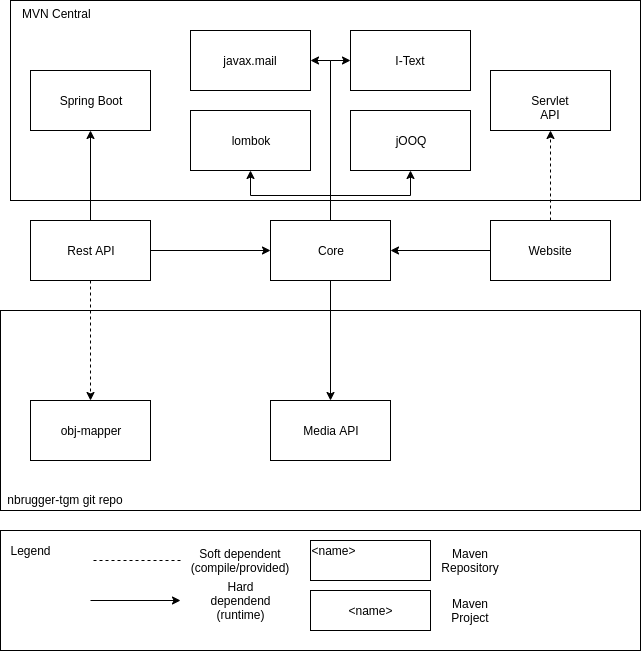 MVN Central
javax.mail
I-Text
Spring Boot
Servlet
API
lombok
jOOQ
Rest API
Core
Website
obj-mapper
Media API
nbrugger-tgm git repo
Legend
Soft dependent
(compile/provided)
<name>
Maven
Repository
Hard
dependend
(runtime)
<name>
Maven
Project